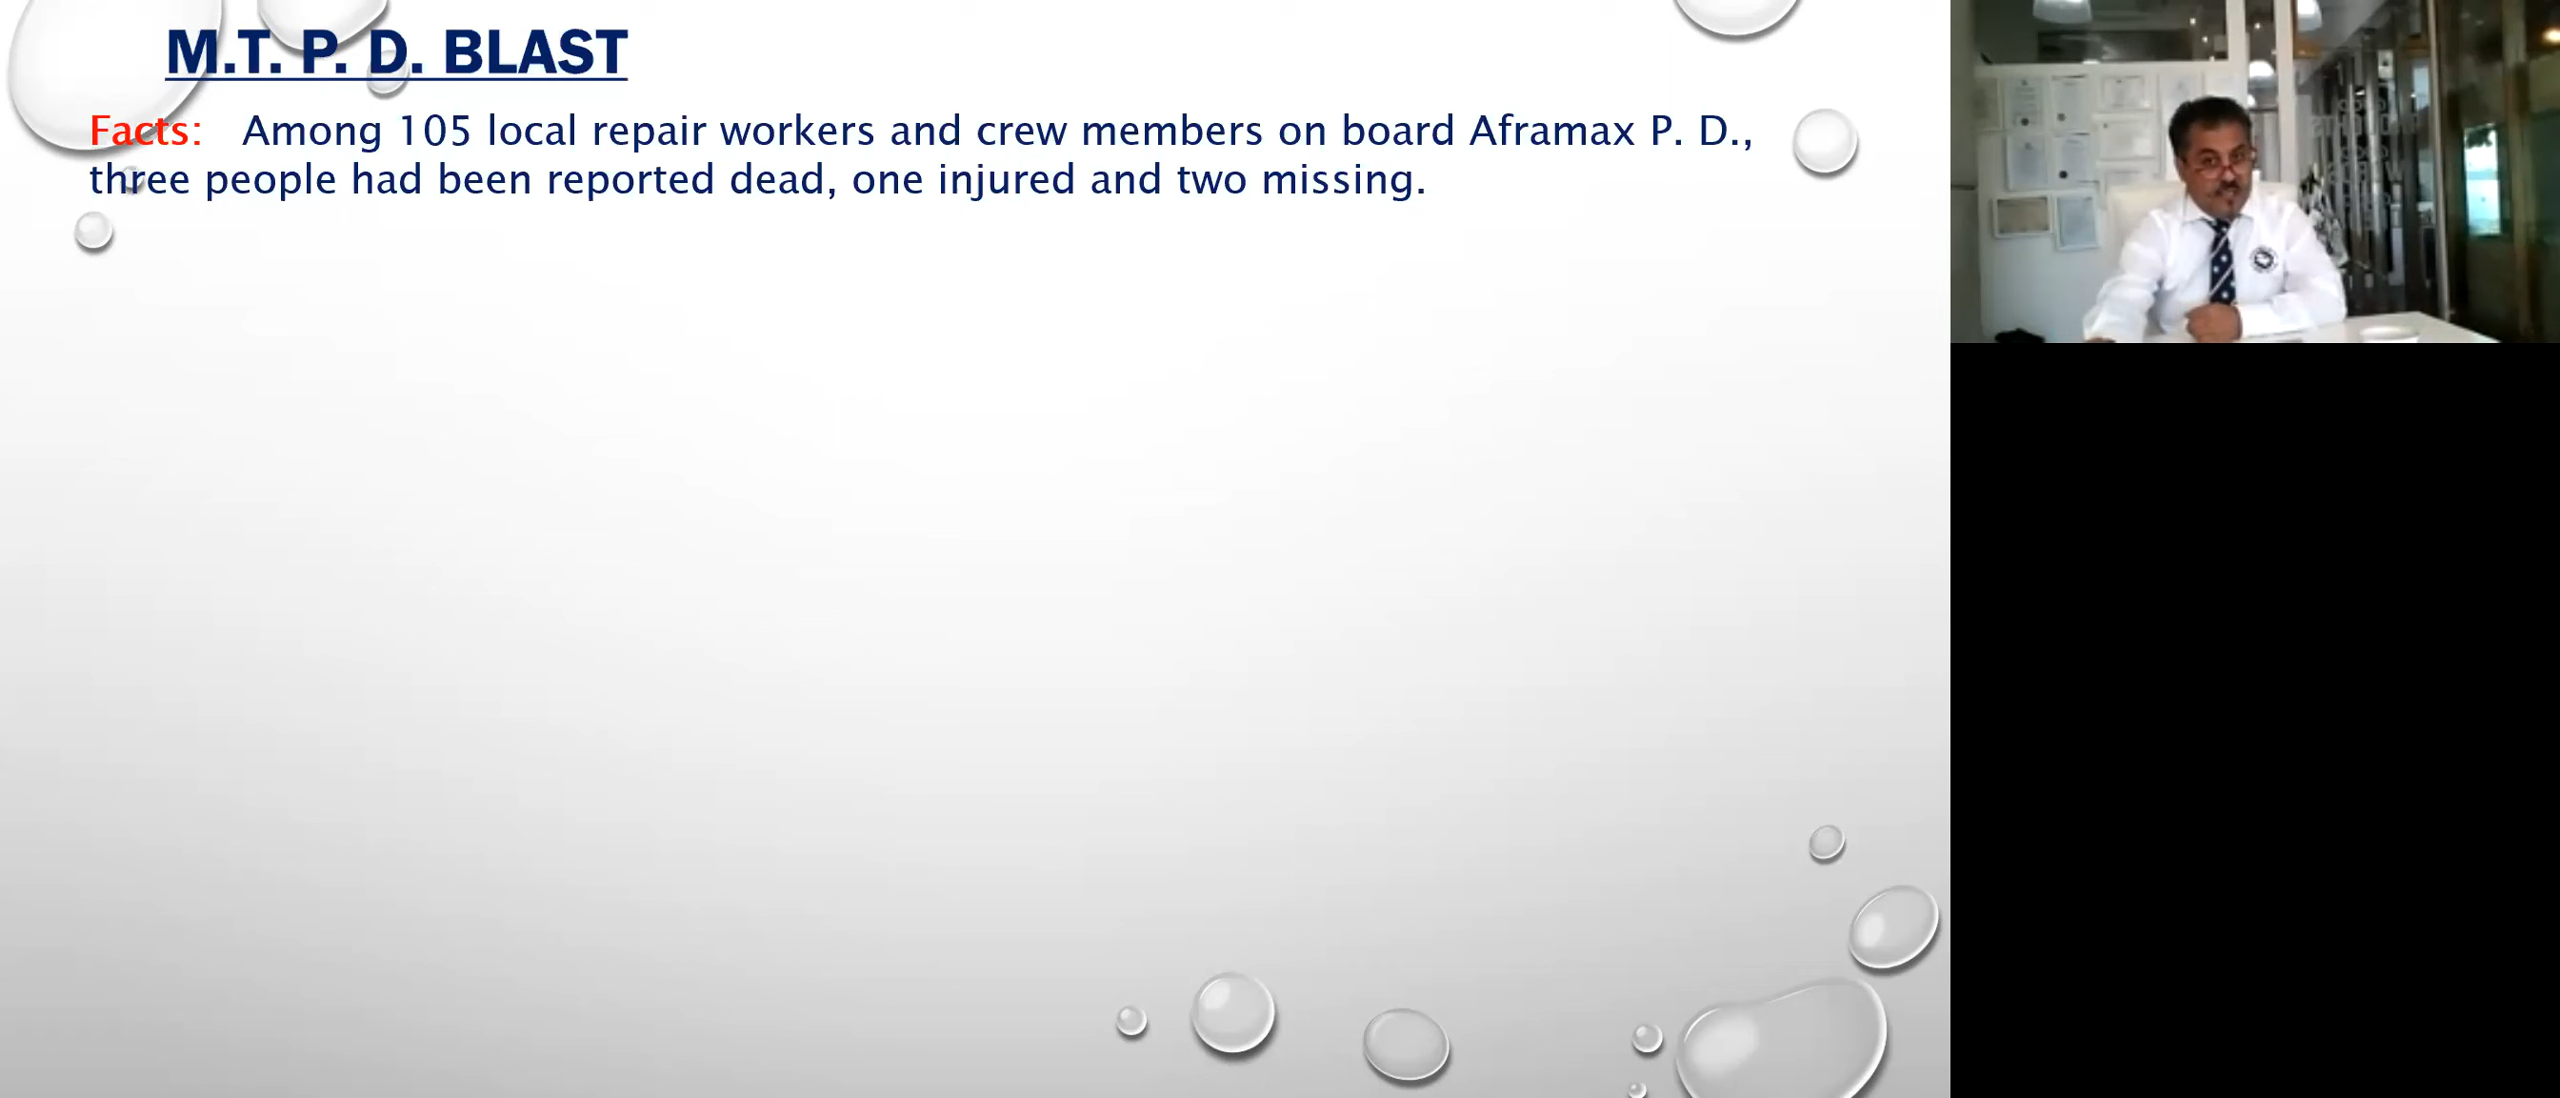 M.T. P. D. BLAST
Facts: Among 105 local repair workers and crew members on board Aframax P. D.,
three people had been reported dead, one injured and two missing.